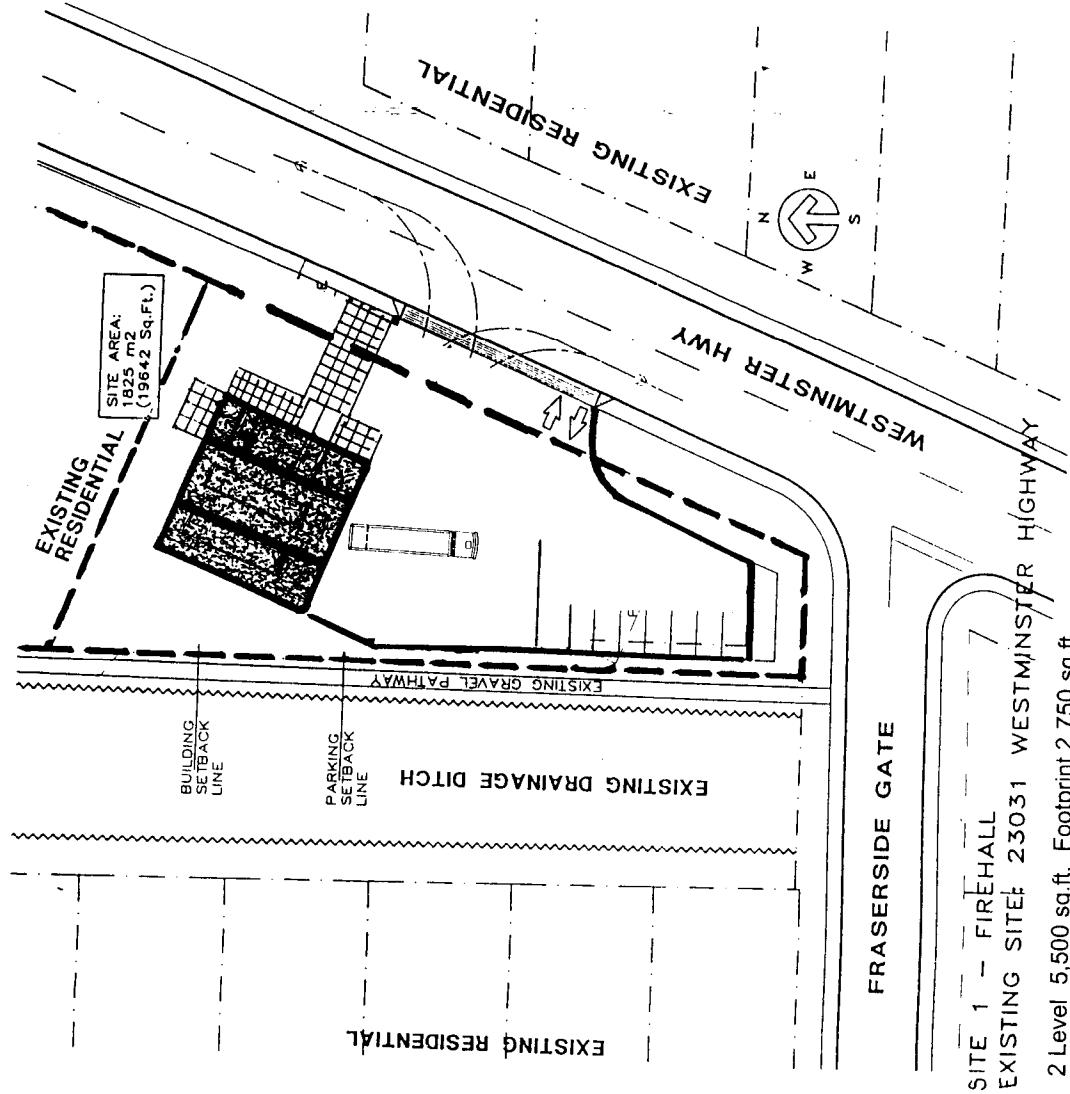 EXISTING RESIDENTIAL
SITE AREA:
1825 m2
(19642 Sq.Ft.)
EXISTING
RESIDENTIAL
N
E
S
W
WESTMINSTER HWY
BUILDING
SETBACK
LINE
PARKING
SETBACK
LINE
EXISTING GRAVEL PATHWAY
EXISTING DRAINAGE DITCH
EXISTING RESIDENTIAL
FRASERSIDE GATE
SITE 1 - FIREHALL
EXISTING SITE: 23031 WESTMINSTER HIGHWAY
2 Level 5,500 sq.ft. Footprint 2,750 sq.ft.